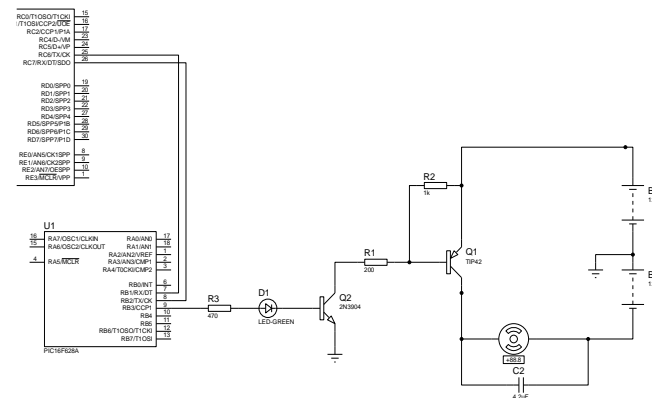 RC0/T1OSO/T1CKI 15
/T1OSI/CCP2/UOE 16
RC2/CCP1/P1A 17
RC4/D-/VM 23
RC5/D+/VP 24
RC6/TX/CK 25
RC7/RX/DT/SDO 26
RD0/SPP0 19
RD1/SPP1 20
RD2/SPP2 21
RD3/SPP3 22
RD4/SPP4 27
RD5/SPP5/P1B 28
RD6/SPP6/P1C 29
RD7/SPP7/P1D 30
RE0/AN5/CK1SPP 8
RE1/AN6/CK2SPP 9
RE2/AN7/OESPP 10
RE3/MCLR/VPP 1
R2
1k
B
1
U1
16 RA7/OSC1/CLKIN RA0/AN0 17
15 RA6/OSC2/CLKOUT RA1/AN1 18
RA2/AN2/VREF 1
4 RA5/MCLR RA3/AN3/CMP1 2
RA4/T0CKI/CMP2 3
RB0/INT 6
RB1/RX/DT 7
RB2/TX/CK 8
RB3/CCP1 9
RB4 10
RB5 11
RB6/T1OSO/T1CKI 12
RB7/T1OSI 13
PIC16F628A
R1
200
Q1
TIP42
B
1
R3
470
D1
LED-GREEN
Q2
2N3904
+88.8
C2
4.2uF